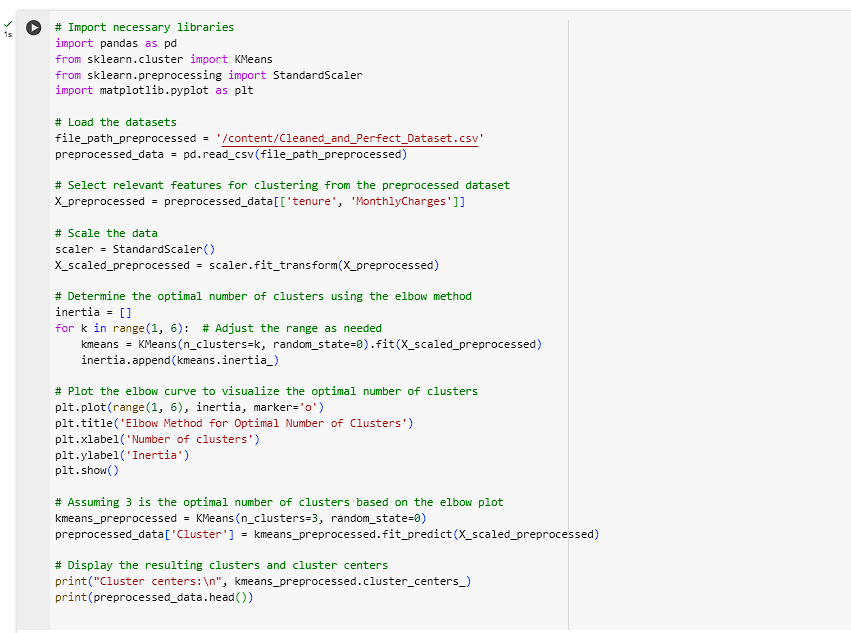 1s
# Import necessary libraries
import pandas as pd
from sklearn.cluster import KMeans
from sklearn.preprocessing import StandardScaler
import matplotlib.pyplot as plt
# Load the datasets
file_path_preprocessed = '/content/Cleaned_and_Perfect_Dataset.csv'
preprocessed_data = pd.read_csv(file_path_preprocessed)
# Select relevant features for clustering from the preprocessed dataset
X_preprocessed = preprocessed_data[['tenure', 'MonthlyCharges']]
# Scale the data
scaler = StandardScaler()
X_scaled_preprocessed = scaler.fit_transform(X_preprocessed)
# Determine the optimal number of clusters using the elbow method
inertia = []
for k in range(1, 6):  # Adjust the range as needed
    kmeans = KMeans(n_clusters=k, random_state=0).fit(X_scaled_preprocessed)
    inertia.append(kmeans.inertia_)
# Plot the elbow curve to visualize the optimal number of clusters
plt.plot(range(1, 6), inertia, marker='o')
plt.title('Elbow Method for Optimal Number of Clusters')
plt.xlabel('Number of clusters')
plt.ylabel('Inertia')
plt.show()
# Assuming 3 is the optimal number of clusters based on the elbow plot
kmeans_preprocessed = KMeans(n_clusters=3, random_state=0)
preprocessed_data['Cluster'] = kmeans_preprocessed.fit_predict(X_scaled_preprocessed)
# Display the resulting clusters and cluster centers
print("Cluster centers:\n", kmeans_preprocessed.cluster_centers_)
print(preprocessed_data.head())